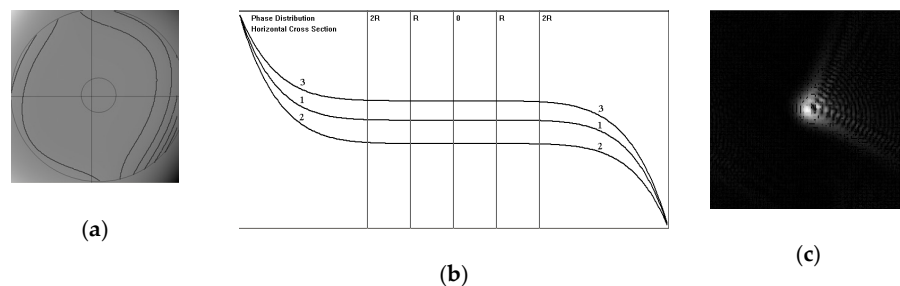 Phase Distribution
Horizontal Cross Section
2R R 0 R 2R
3
1
2
3
1
2
(a)
(b)
(c)